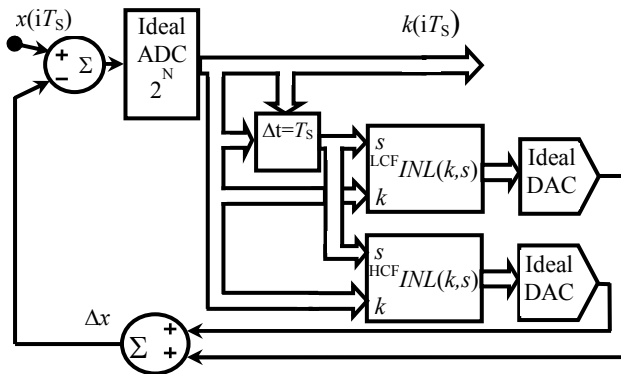 x(iT_S)
+
−
Σ
Ideal
ADC
2^N
k(iT_S)
Δt=T_S
s
LCF INL(k,s)
k
Ideal
DAC
s
HCF INL(k,s)
k
Ideal
DAC
Δx
Σ
+
+